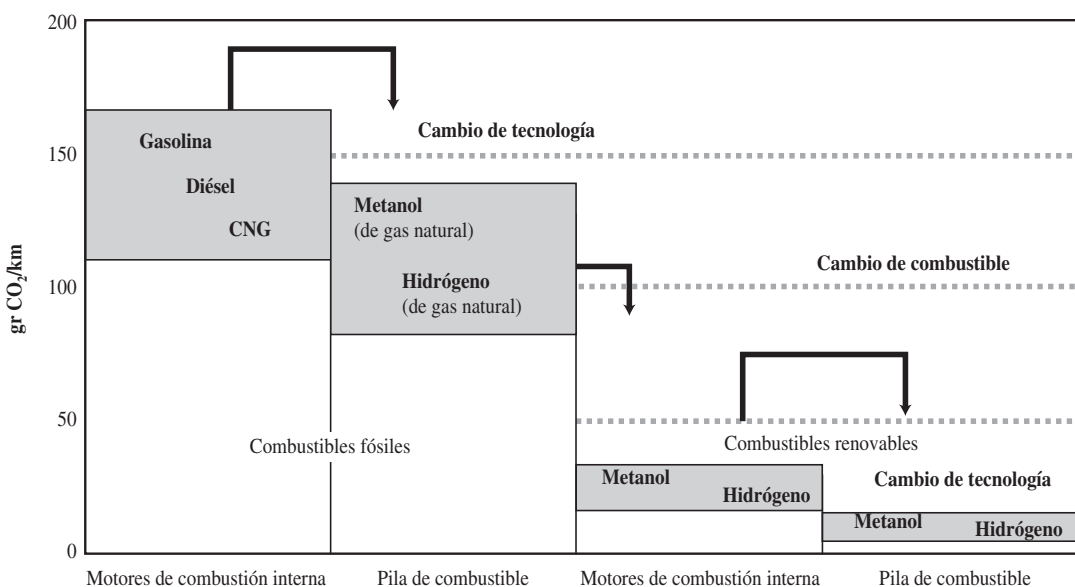 200
150
100
50
0
gr CO₂/km
Gasolina
Diésel
CNG
Cambio de tecnología
Metanol
(de gas natural)
Hidrógeno
(de gas natural)
Cambio de combustible
Combustibles fósiles
Combustibles renovables
Metanol
Hidrógeno
Cambio de tecnología
Metanol
Hidrógeno
Motores de combustión interna
Pila de combustible
Motores de combustión interna
Pila de combustible